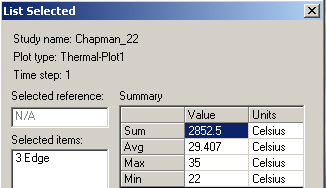 List Selected
Study name: Chapman_22
Plot type: Thermal-Plot1
Time step: 1
Selected reference:
N/A
Selected items:
3 Edge
Summary
Value Units
Sum 2852.5 Celsius
Avg 29.407 Celsius
Max 35 Celsius
Min 22 Celsius